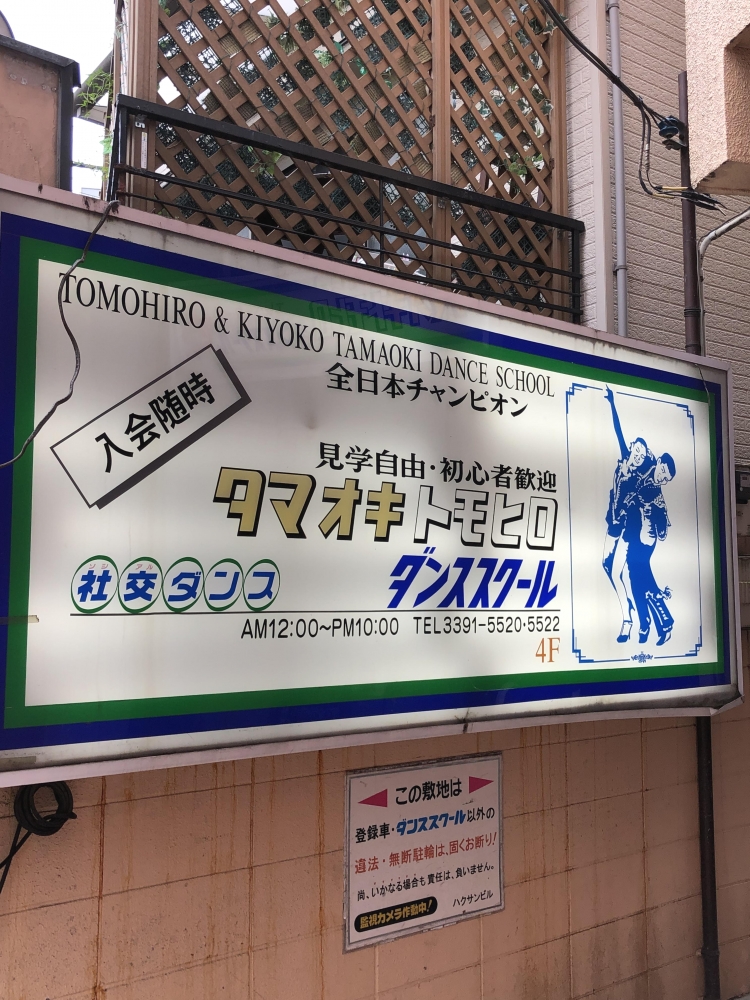 TOMOHIRO & KIYOKO TAMAOKI DANCE SCHOOL
全日本チャンピオン
入会随時
見学自由・初心者歓迎
タマオキトモヒロ
社交ダンス
ダンススクール
AM12:00~PM10:00 TEL3391-5520・5522
4F
この敷地は
登録車・ダンススクール以外の
違法・無断駐輪は、固くお断り!
尚、いかなる場合も責任は、負いません。
監視カメラ作動中!
ハクサンビル